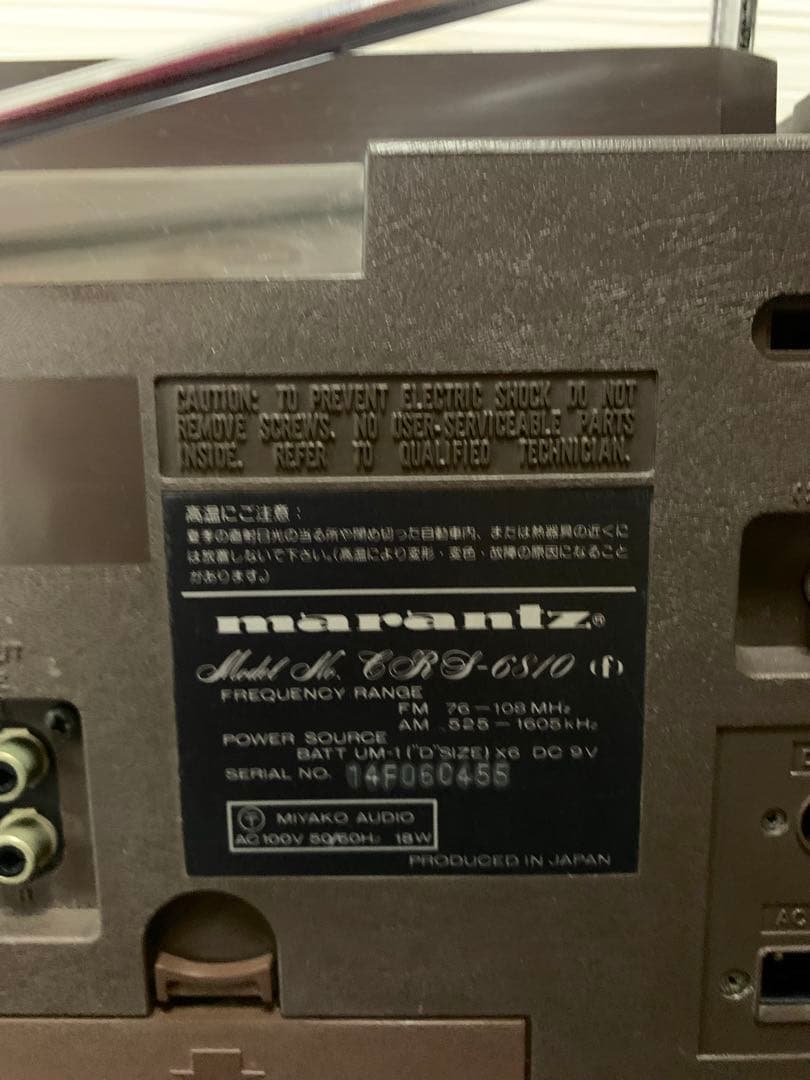 CAUTION: TO PREVENT ELECTRIC SHOCK DO NOT
REMOVE SCREWS. NO USER-SERVICEABLE PARTS
INSIDE. REFER TO QUALIFIED TECHNICIAN.
高温にご注意:
夏季の直射日光の当る所や閉め切った自動車内、または熱器具の近くに
は放置しないで下さい。(高温により変形・変色・故障の原因になること
があります。)
marantz®
Model No. CRS-6810 (f)
FREQUENCY RANGE
FM 76-108 MHz
AM 525-1605 kHz
POWER SOURCE
BATT UM-1 ("D" SIZE) x6 DC 9V
SERIAL NO. 14F060455
MIYAKO AUDIO
AC 100V 50/60Hz 18W
PRODUCED IN JAPAN
AC